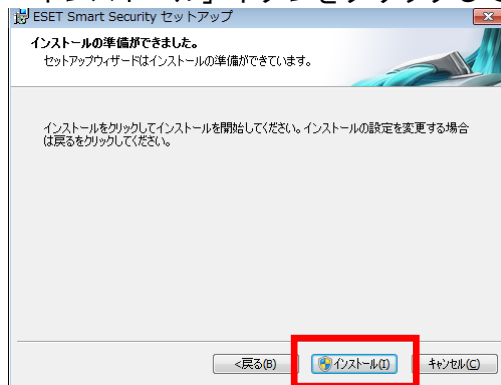 ESET Smart Security セットアップ
インストールの準備ができました。
セットアップウィザードはインストールの準備ができています。
インストールをクリックしてインストールを開始してください。インストールの設定を変更する場合
は戻るをクリックしてください。
<戻る(B)
インストール(I)
キャンセル(C)